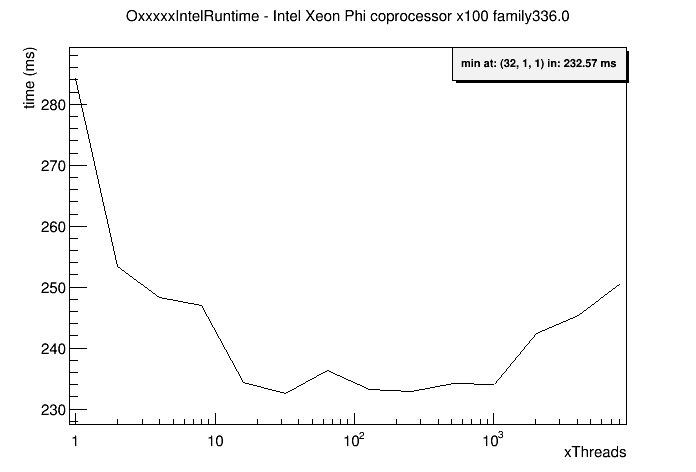 OxxxxxIntelRuntime - Intel Xeon Phi coprocessor x100 family336.0
time (ms)
min at: (32, 1, 1) in: 232.57 ms
280
270
260
250
240
230
1 10 10² 10³
xThreads